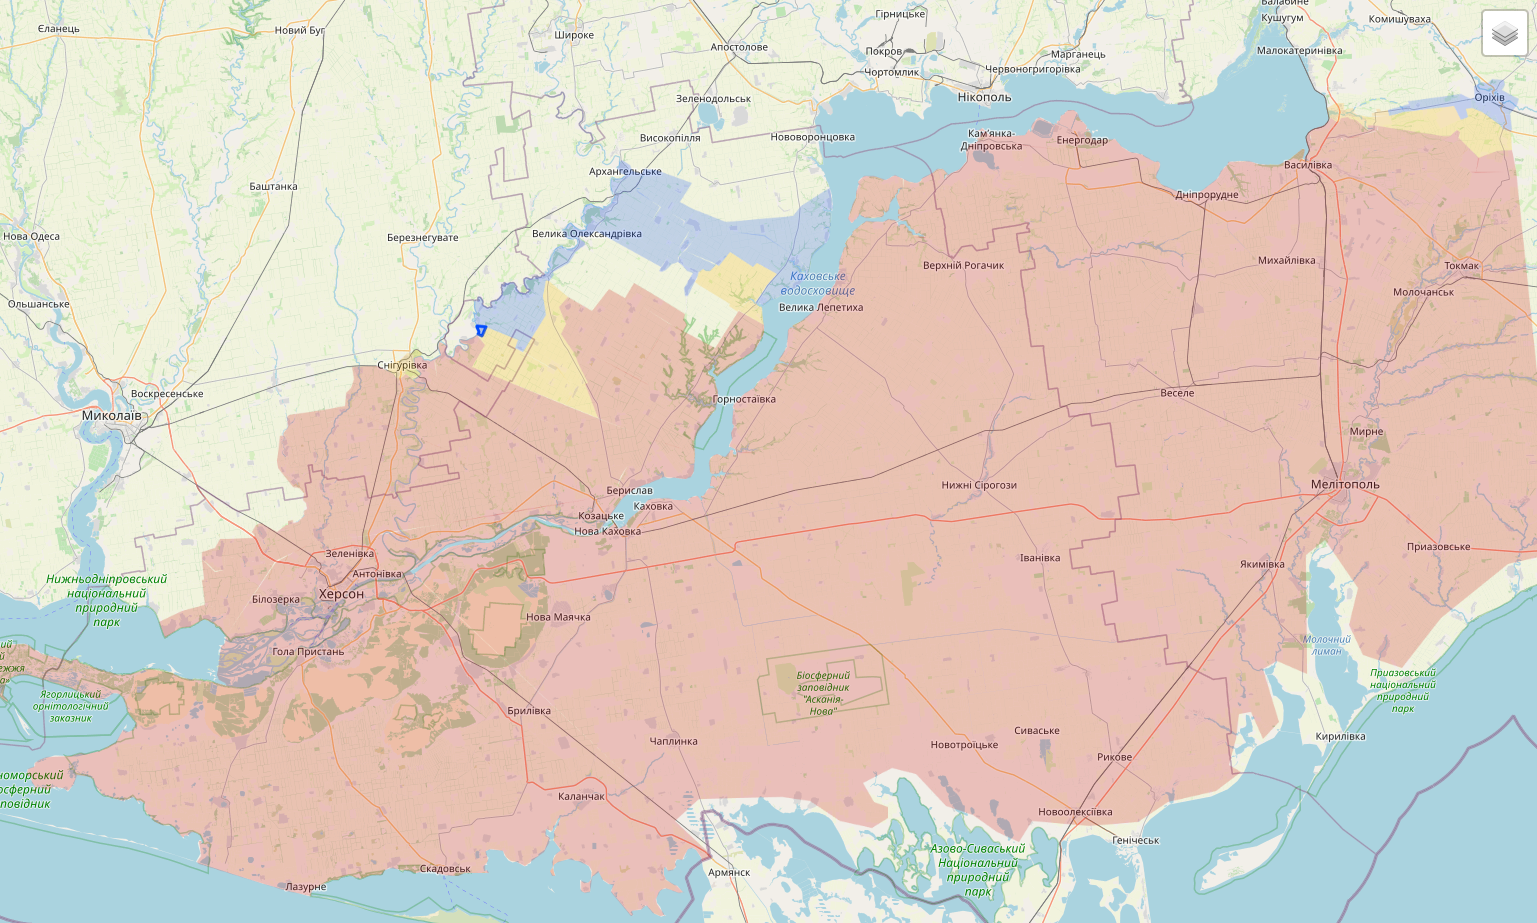 Балабине
Гірницьке
Кушугум
Комишуваха
Єланець
Новий Буг
Широке
Апостолове
Покров
Марганець
Малокатеринівка
Чортомлик
Червоногригорівка
Зеленодольськ
Нікополь
Оріхів
Високопілля
Нововоронцовка
Кам'янка-
Дніпровська
Енергодар
Архангельське
Василівка
Баштанка
Дніпрорудне
Нова Одеса
Березнегувате
Велика Олександрівка
Верхній Рогачик
Михайлівка
Токмак
Каховське
водосховище
Молочанськ
Ольшанське
Велика Лепетиха
Снігурівка
Воскресенське
Веселе
Миколаїв
Горностаївка
Мирне
Мелітополь
Нижні Сірогози
Берислав
Каховка
Козацьке
Нова Каховка
Зеленівка
Приазовське
Іванівка
Якимівка
Антонівка
Нижньодніпровський
національний
природний
парк
Херсон
Білозерка
Нова Маячка
Молочний
лиман
Гола Пристань
Біосферний
заповідник
"Асканія-
Нова"
Приазовський
національний
природний
парк
Ягорлицький
орнітологічний
заказник
Брилівка
Сиваське
Кирилівка
Чаплинка
Новотроїцьке
Рикове
номорський
осферний
повідник
Каланчак
Новоолексіївка
Генічеськ
Азово-Сиваський
Національний
природний
парк
Скадовськ
Армянск
Лазурне